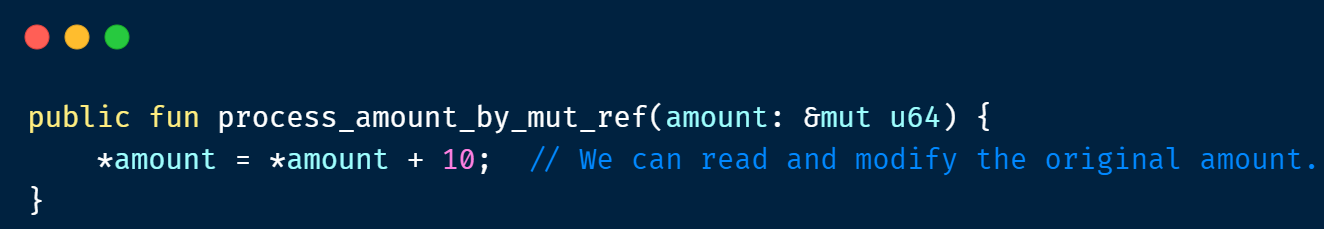 public fun process_amount_by_mut_ref(amount: &mut u64) {
    *amount = *amount + 10;  // We can read and modify the original amount.
}